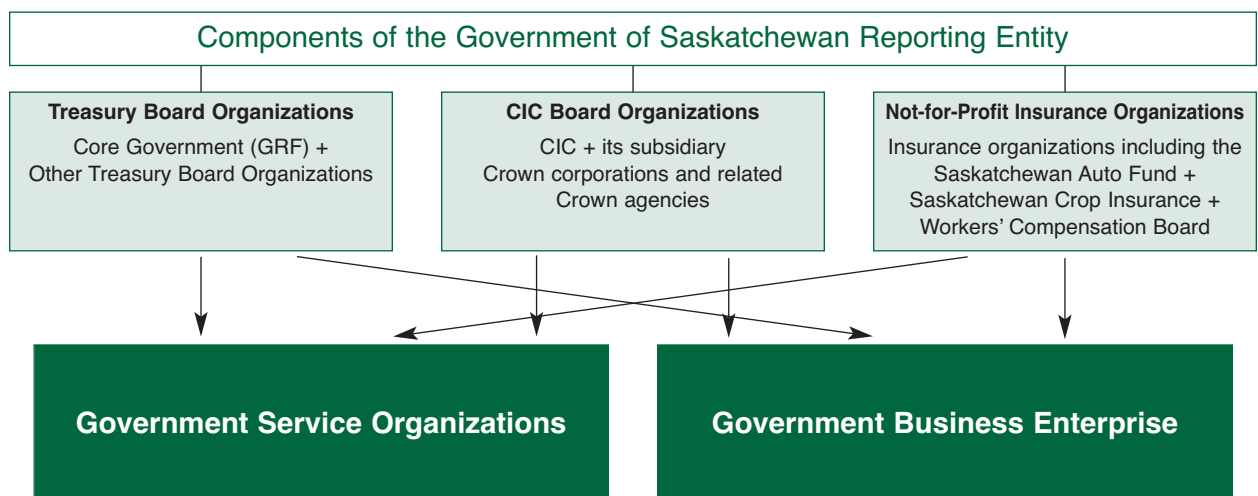 Components of the Government of Saskatchewan Reporting Entity
Treasury Board Organizations
Core Government (GRF) +
Other Treasury Board Organizations
CIC Board Organizations
CIC + its subsidiary
Crown corporations and related
Crown agencies
Not-for-Profit Insurance Organizations
Insurance organizations including the
Saskatchewan Auto Fund +
Saskatchewan Crop Insurance +
Workers’ Compensation Board
Government Service Organizations
Government Business Enterprise